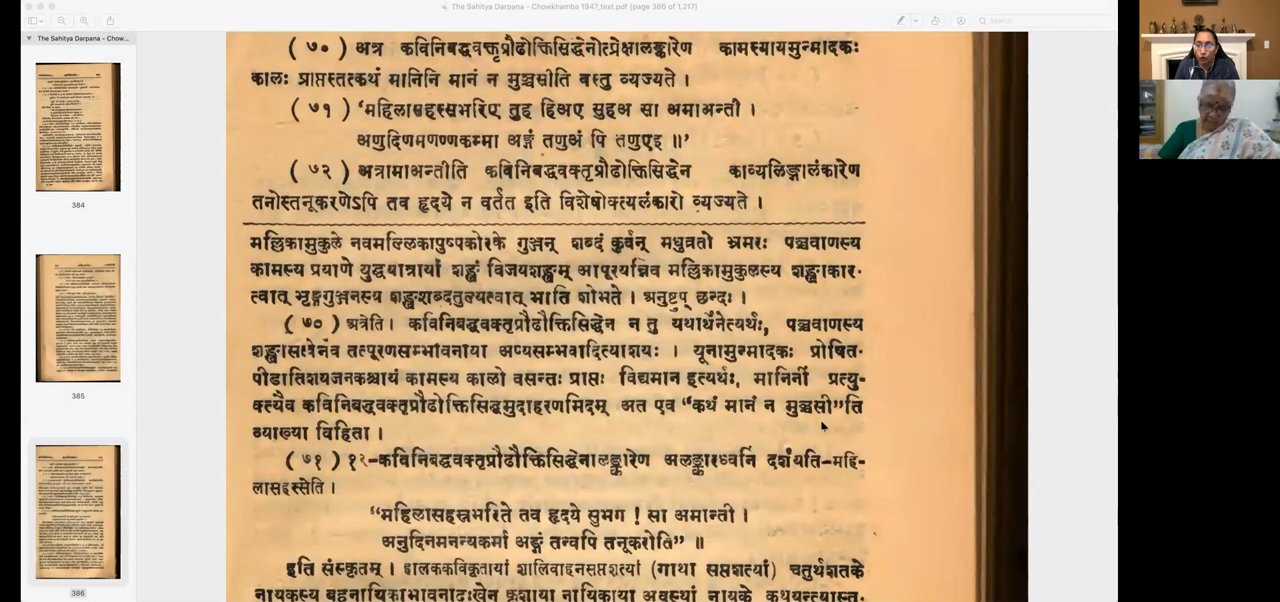 The Sahitya Darpana - Chowkhamba 1947_text.pdf (page 386 of 1,217)
Search
The Sahitya Darpana - Chow...
384
385
386
( ७० ) अत्र कविनिबद्धवक्तृप्रौढोक्तिसिद्धेनोत्प्रेक्षालङ्कारेण कामस्यायमुन्मादकः
कालः प्राप्तस्तत्कथं मानिनि मानं न मुञ्चसीति वस्तु व्यज्यते ।
( ७१ ) 'महिलासहस्सभरिए तुह हिअए सुहअ सा अमाअन्ती ।
अणुदिणमणण्णकम्मा अङ्गं तणुअं पि तणुएइ ॥'
( ७२ ) अत्रामाअन्तीति कविनिबद्धवक्तृप्रौढोक्तिसिद्धेन काव्यलिङ्गालंकारेण
तनोस्तनूकरणेऽपि तव हृदये न वर्तत इति विशेषोक्त्यलंकारो व्यज्यते ।
मल्लिकामुकुले नवमल्लिकापुष्पकोरके गुञ्जन् शब्दं कुर्वन् मधुव्रतो भ्रमरः पञ्चबाणस्य
कामस्य प्रयाणे युद्धयात्रायां शङ्खं विजयशङ्खम् आपूरयन्निव मल्लिकामुकुलस्य शङ्खाकार-
त्वात् भृङ्गगुञ्जनस्य शङ्खशब्दतुल्यत्वात् भाति शोभते । अनुष्टुप् छन्दः ।
( ७० ) अत्रेति । कविनिबद्धवक्तृप्रौढौक्तिसिद्धेन न तु यथार्थेनेत्यर्थः, पञ्चबाणस्य
तत्पूरणसंभावनाया अप्यसम्भवादित्याशयः । यूनामुन्मादकः प्रोषित-
पीडातिशयजनकश्चायं कामस्य कालो वसन्तः प्राप्तः विद्यमान इत्यर्थः, मानिनीं प्रत्यु-
क्त्यैव कविनिबद्धवक्तृप्रौढोक्तिसिद्धमुदाहरणमिदम् अत एव "कथं मानं न मुञ्चसी"ति
व्याख्या विहिता ।
( ७१ ) १२-कविनिबद्धवक्तृप्रौढौक्तिसिद्धेनालङ्कारेण अलङ्कारध्वनिं दर्शयति-महि-
लासहस्सेति ।
"महिलासहस्रभरिते तव हृदये सुभग ! सा अमान्ती ।
अनुदिनमनन्यकर्मा अङ्गं तन्वपि तनूकरोति" ॥
इति संस्कृतम् । हालककविकृतायां शालिवाहनसप्तशत्यां (गाथा सप्तशत्यां) चतुर्थशतके
नायकस्य कृशाया नायिकाया अवस्थां नायके